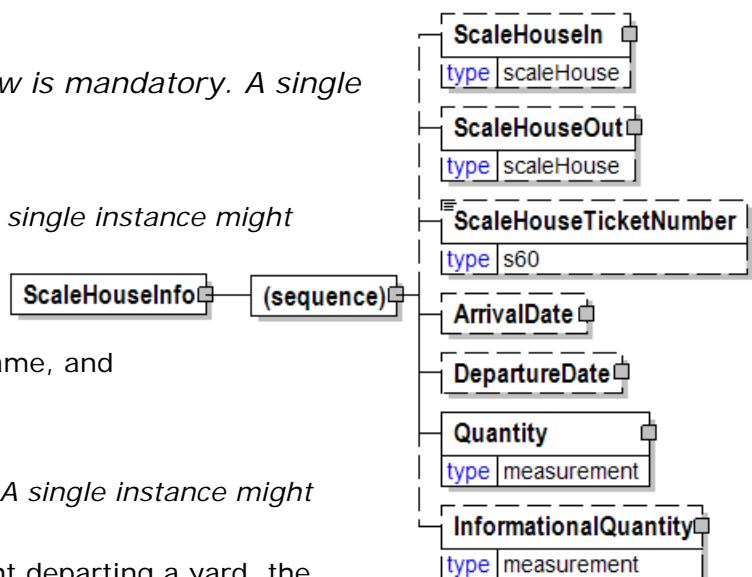 w is mandatory. A single
single instance might
ame, and
A single instance might
nt departing a yard, the
ScaleHouseInfo
(sequence)
ScaleHouseIn
type scaleHouse
ScaleHouseOut
type scaleHouse
ScaleHouseTicketNumber
type s60
ArrivalDate
DepartureDate
Quantity
type measurement
InformationalQuantity
type measurement